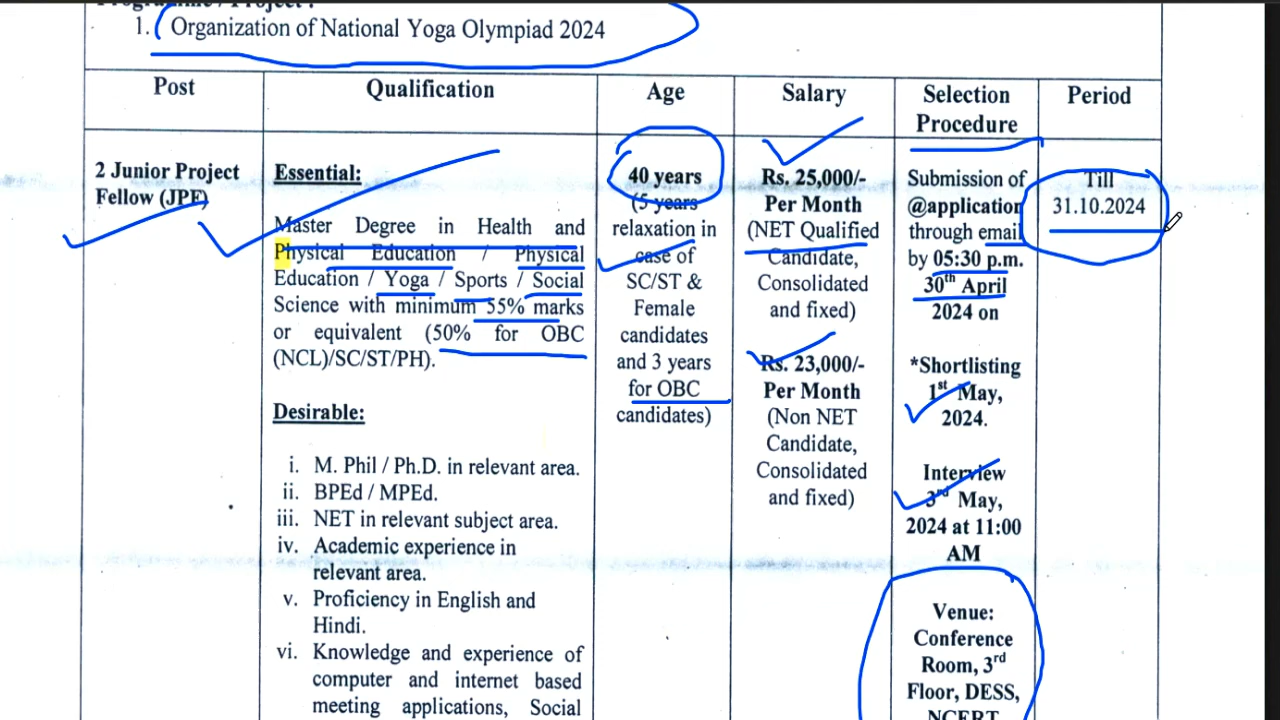 Programme / Project :
1. Organization of National Yoga Olympiad 2024
Post
Qualification
Age
Salary
Selection
Procedure
Period
2 Junior Project
Fellow (JPF)
Essential:
Master Degree in Health and
Physical Education / Physical
Education / Yoga / Sports / Social
Science with minimum 55% marks
or equivalent (50% for OBC
(NCL)/SC/ST/PH).
Desirable:
i. M. Phil / Ph.D. in relevant area.
ii. BPEd / MPEd.
iii. NET in relevant subject area.
iv. Academic experience in
relevant area.
v. Proficiency in English and
Hindi.
vi. Knowledge and experience of
computer and internet based
meeting applications, Social
40 years
(5 years
relaxation in
case of
SC/ST &
Female
candidates
and 3 years
for OBC
candidates)
Rs. 25,000/-
Per Month
(NET Qualified
Candidate,
Consolidated
and fixed)
Rs. 23,000/-
Per Month
(Non NET
Candidate,
Consolidated
and fixed)
Submission of
@application
through email
by 05:30 p.m.
30th April
2024 on
*Shortlisting
1st May,
2024.
Interview
3rd May,
2024 at 11:00
AM
Venue:
Conference
Room, 3rd
Floor, DESS,
NCERT
Till
31.10.2024